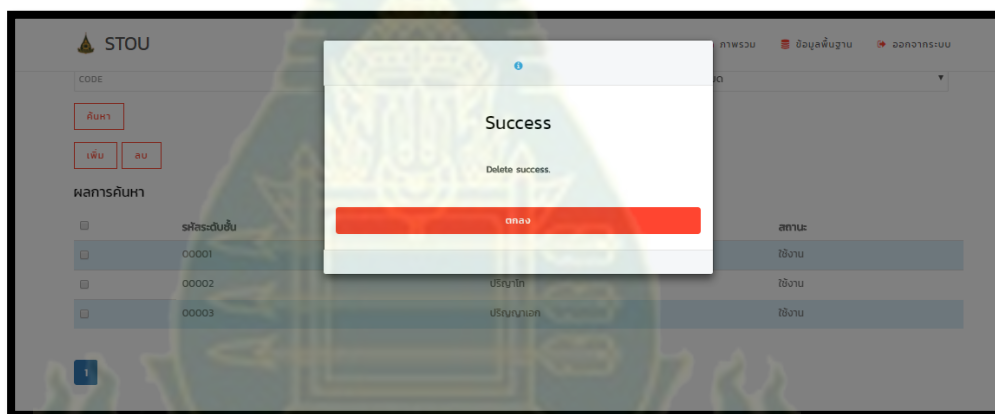 STOU
ภาพรวม ข้อมูลพื้นฐาน ออกจากระบบ
CODE
ค้นหา
เพิ่ม ลบ
ผลการค้นหา
Success
Delete success.
ตกลง
รหัสระดับชั้น สถานะ
00001 ใช้งาน
00002 ปริญาโท ใช้งาน
00003 ปริญญาเอก ใช้งาน
1